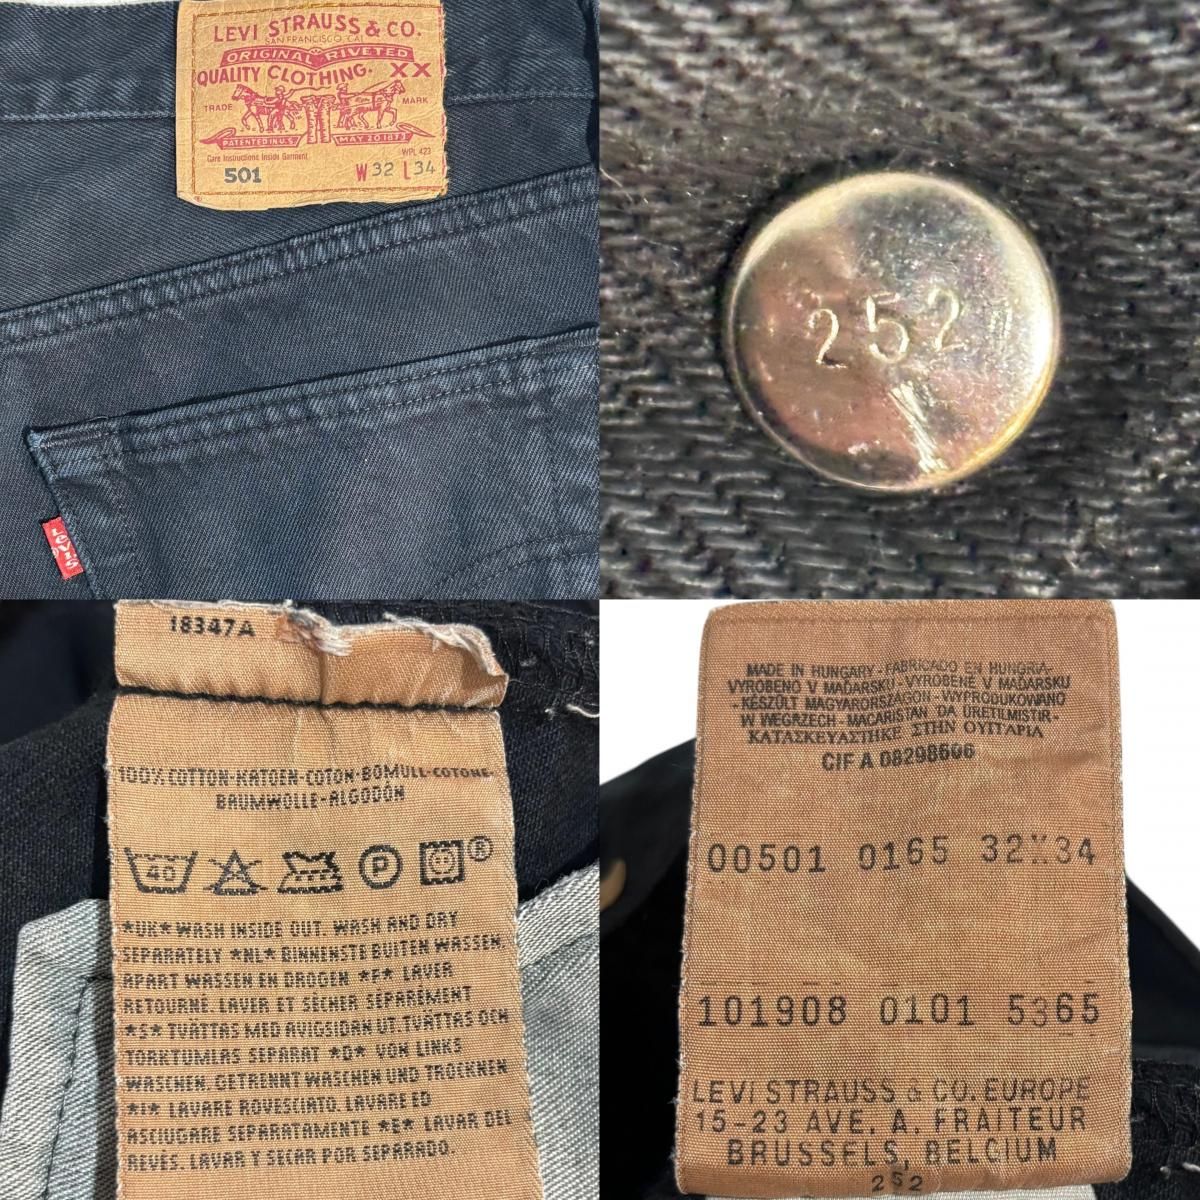 LEVI STRAUSS & CO.
SAN FRANCISCO, CAL.
ORIGINAL RIVETED
QUALITY CLOTHING. XX
TRADE MARK
PATENTED IN U.S. MAY 20 1873
WPL 423
Care Instructions Inside Garment
501 W 32 L 34
Levi's
252
18347A
100% COTTON-KATOEN-COTON-BOMULL-COTONE-
BAUMWOLLE-ALGODÓN
40 P ®
*UK* WASH INSIDE OUT. WASH AND DRY
SEPARATELY *NL* BINNENSTE BUITEN WASSEN.
APART WASSEN EN DROGEN *F* LAVER
RETOURNÉ. LAVER ET SÉCHER SÉPARÉMENT
*S* TVÄTTAS MED AVIGSIDAN UT. TVÄTTAS OCH
TORKTUMLAS SEPARAT *D* VON LINKS
WASCHEN. GETRENNT WASCHEN UND TROCKNEN
*I* LAVARE ROVESCIATO. LAVARE ED
ASCIUGARE SEPARATAMENTE *E* LAVAR DEL
REVÉS. LAVAR Y SECAR POR SEPARADO.
MADE IN HUNGARY - FABRICADO EN HUNGRIA-
VYROBENO V MAĎARSKU - VYROBENÉ V MAĎARSKU
- KÉSZÜLT MAGYARORSZÁGON - WYPRODUKOWANO
W WEGRZECH - MACARISTAN 'DA ÜRETILMISTIR-
ΚΑΤΑΣΚΕΥΑΣΤΗΚΕ ΣΤΗΝ ΟΥΓΓΑΡΙΑ
CIF A 08298606
00501 0165 32"34
101908 0101 5365
LEVI STRAUSS & CO. EUROPE
15-23 AVE. A. FRAITEUR
BRUSSELS, BELGIUM
252